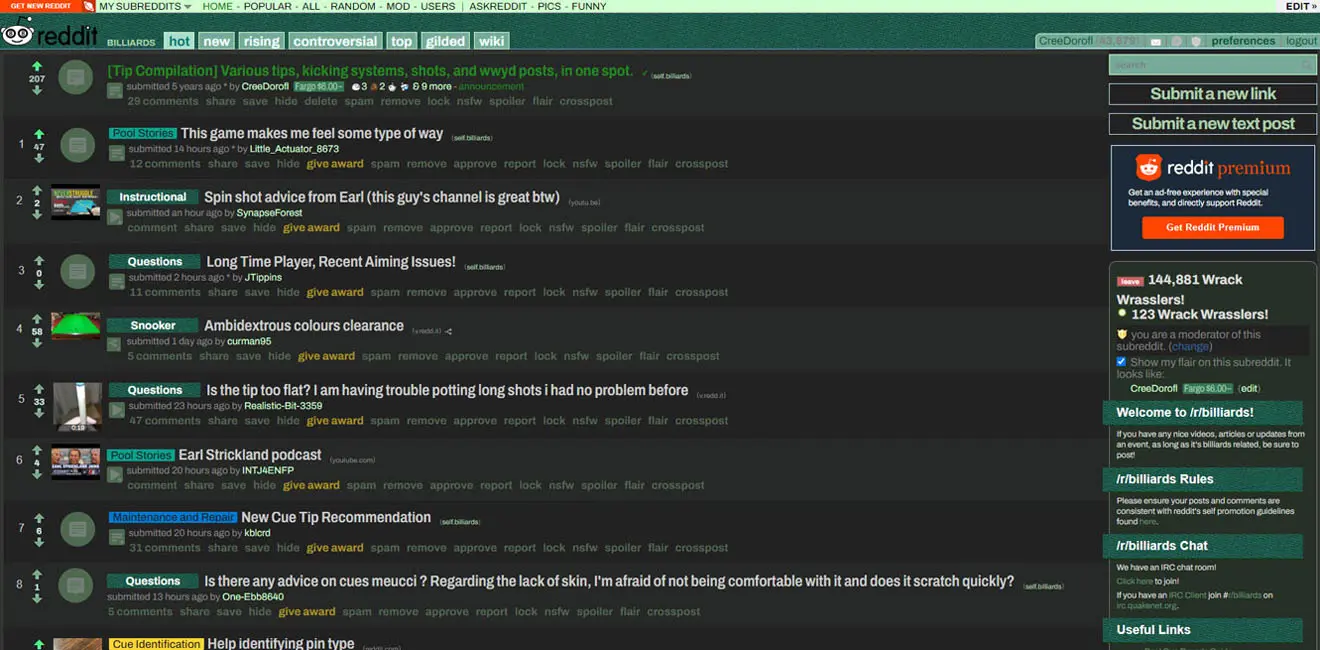 GET NEW REDDIT MY SUBREDDITS HOME - POPULAR - ALL - RANDOM - MOD - USERS | ASKREDDIT - PICS - FUNNY EDIT »
reddit BILLIARDS hot new rising controversial top gilded wiki
CreeDorofl preferences logout
207
[Tip Compilation] Various tips, kicking systems, shots, and wwyd posts, in one spot. ✓ (self.billiards)
submitted 5 years ago * by CreeDorofl Fargo $6.00~ 3 2 & 9 more - announcement
29 comments share save hide delete spam remove lock nsfw spoiler flair crosspost
1 47 Pool Stories This game makes me feel some type of way (self.billiards)
submitted 14 hours ago * by Little_Actuator_8673
12 comments share save hide give award spam remove approve report lock nsfw spoiler flair crosspost
2 2 Instructional Spin shot advice from Earl (this guy's channel is great btw) (youtu.be)
submitted an hour ago by SynapseForest
comment share save hide give award spam remove approve report lock nsfw spoiler flair crosspost
3 0 Questions Long Time Player, Recent Aiming Issues! (self.billiards)
submitted 2 hours ago * by JTippins
11 comments share save hide give award spam remove approve report lock nsfw spoiler flair crosspost
4 58 Snooker Ambidextrous colours clearance (v.redd.it)
submitted 1 day ago by curman95
5 comments share save hide give award spam remove approve report lock nsfw spoiler flair crosspost
5 33 Questions Is the tip too flat? I am having trouble potting long shots i had no problem before (v.redd.it)
submitted 23 hours ago by Realistic-Bit-3359
0:19
47 comments share save hide give award spam remove approve report lock nsfw spoiler flair crosspost
6 4 Pool Stories Earl Strickland podcast (youtube.com)
submitted 20 hours ago by INTJ4ENFP
comment share save hide give award spam remove approve report lock nsfw spoiler flair crosspost
7 6 Maintenance and Repair New Cue Tip Recommendation (self.billiards)
submitted 20 hours ago by kblcrd
31 comments share save hide give award spam remove approve report lock nsfw spoiler flair crosspost
8 1 Questions Is there any advice on cues meucci ? Regarding the lack of skin, I'm afraid of not being comfortable with it and does it scratch quickly? (self.billiards)
submitted 13 hours ago by One-Ebb8640
5 comments share save hide give award spam remove approve report lock nsfw spoiler flair crosspost
Cue Identification Help identifying pin type (reddit.com)
search
Submit a new link
Submit a new text post
reddit premium
Get an ad-free experience with special
benefits, and directly support Reddit.
Get Reddit Premium
leave 144,881 Wrack
Wrasslers!
123 Wrack Wrasslers!
you are a moderator of this
subreddit. (change)
Show my flair on this subreddit. It
looks like:
CreeDorofl Fargo $6.00~ (edit)
Welcome to /r/billiards!
If you have any nice videos, articles or updates from
an event, as long as it's billiards related, be sure to
post!
/r/billiards Rules
Please ensure your posts and comments are
consistent with reddit's self promotion guidelines
found here.
/r/billiards Chat
We have an IRC chat room!
Click here to join!
If you have an IRC Client join #r/billiards on
irc.quakenet.org.
Useful Links